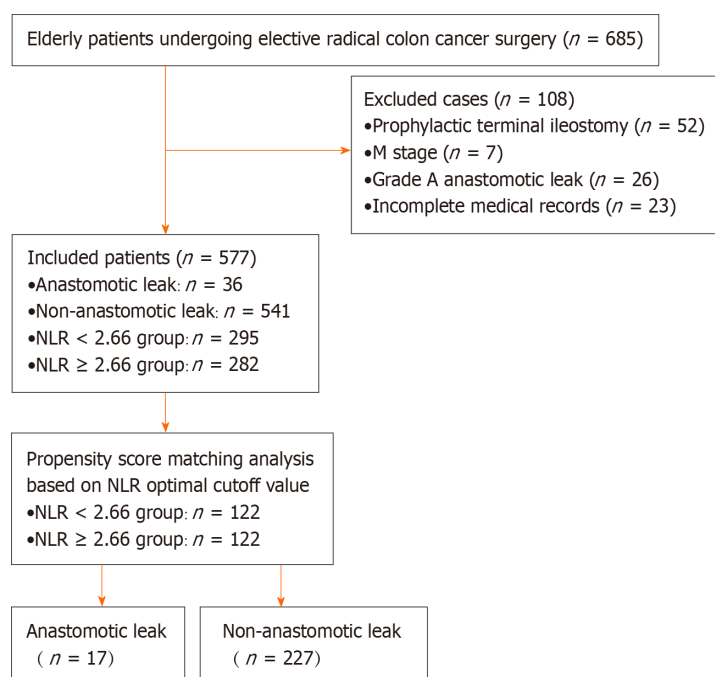 Elderly patients undergoing elective radical colon cancer surgery (n = 685)
Excluded cases (n = 108)
•Prophylactic terminal ileostomy (n = 52)
•M stage (n = 7)
•Grade A anastomotic leak (n = 26)
•Incomplete medical records (n = 23)
Included patients (n = 577)
•Anastomotic leak: n = 36
•Non-anastomotic leak: n = 541
•NLR < 2.66 group: n = 295
•NLR ≥ 2.66 group: n = 282
Propensity score matching analysis
based on NLR optimal cutoff value
•NLR < 2.66 group: n = 122
•NLR ≥ 2.66 group: n = 122
Anastomotic leak
( n = 17)
Non-anastomotic leak
( n = 227)